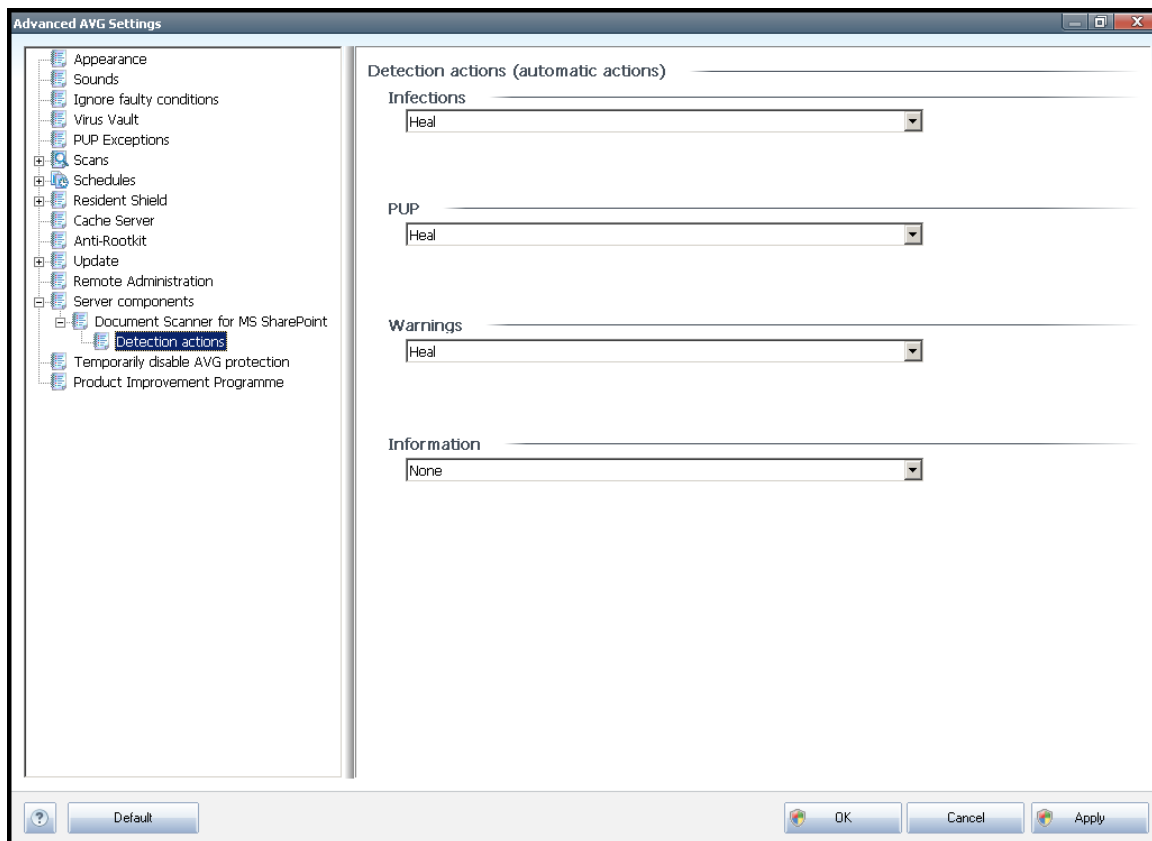 Advanced AVG Settings
Appearance
Sounds
Ignore faulty conditions
Virus Vault
PUP Exceptions
Scans
Schedules
Resident Shield
Cache Server
Anti-Rootkit
Update
Remote Administration
Server components
Document Scanner for MS SharePoint
Detection actions
Temporarily disable AVG protection
Product Improvement Programme
Detection actions (automatic actions)
Infections
Heal
PUP
Heal
Warnings
Heal
Information
None
?
Default
OK
Cancel
Apply